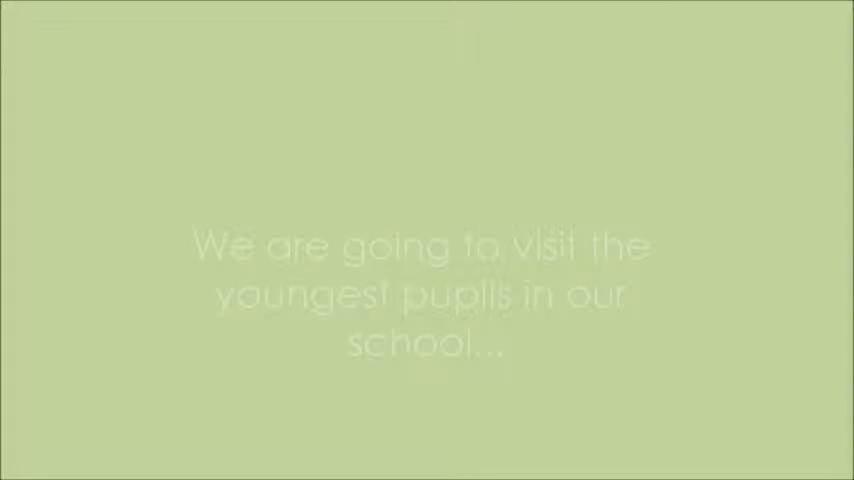 We are going to visit the
youngest pupils in our
school...